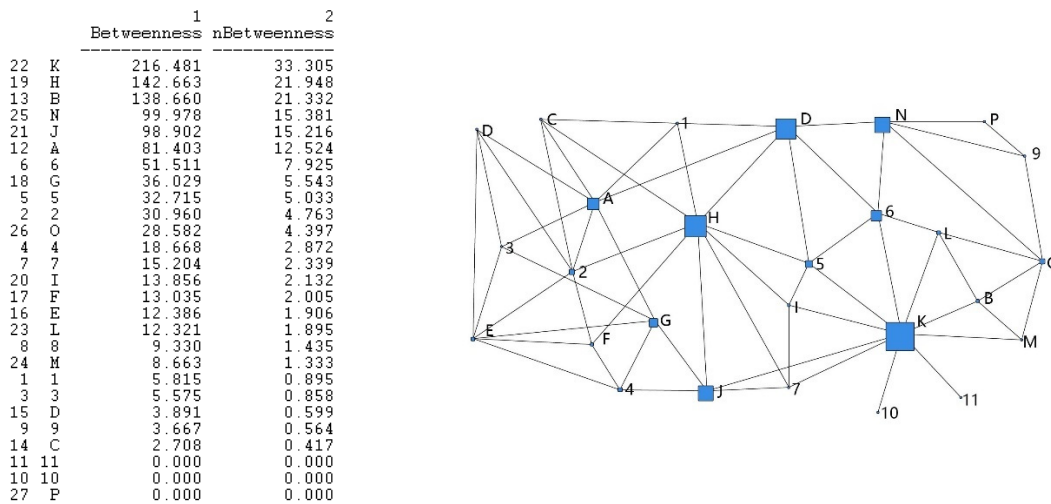 1 2
Betweenness nBetweenness
------------ ------------
22 K 216.481 33.305
19 H 142.663 21.948
13 B 138.660 21.332
25 N 99.978 15.381
21 J 98.902 15.216
12 A 81.403 12.524
6 6 51.511 7.925
18 G 36.029 5.543
5 5 32.715 5.033
2 2 30.960 4.763
26 O 28.582 4.397
4 4 18.668 2.872
7 7 15.204 2.339
20 I 13.856 2.132
17 F 13.035 2.005
16 E 12.386 1.906
23 L 12.321 1.895
8 8 9.330 1.435
24 M 8.663 1.333
1 1 5.815 0.895
3 3 5.575 0.858
15 D 3.891 0.599
9 9 3.667 0.564
14 C 2.708 0.417
11 11 0.000 0.000
10 10 0.000 0.000
27 P 0.000 0.000
D C 1 D N P
9
A
H
6
L
3
2
5
O
I
B
E
G
F
K
M
4
J
7
10
11